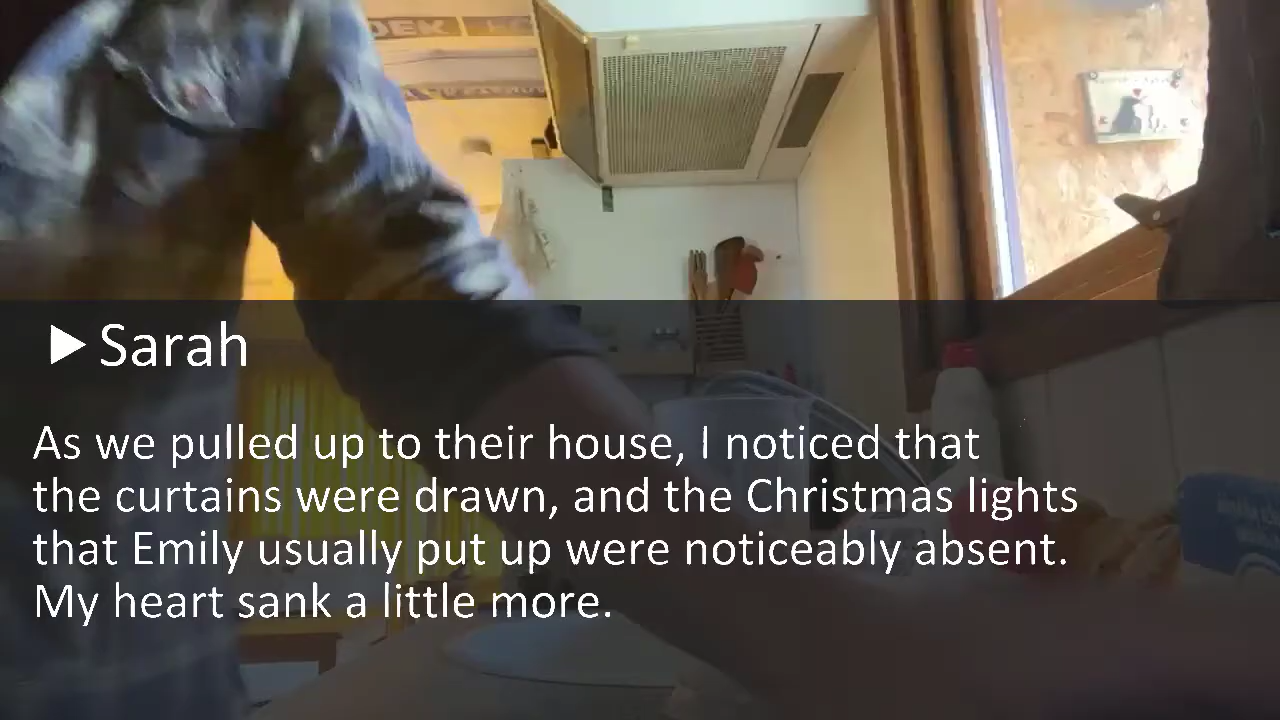 DEK
▶ Sarah
As we pulled up to their house, I noticed that
the curtains were drawn, and the Christmas lights
that Emily usually put up were noticeably absent.
My heart sank a little more.